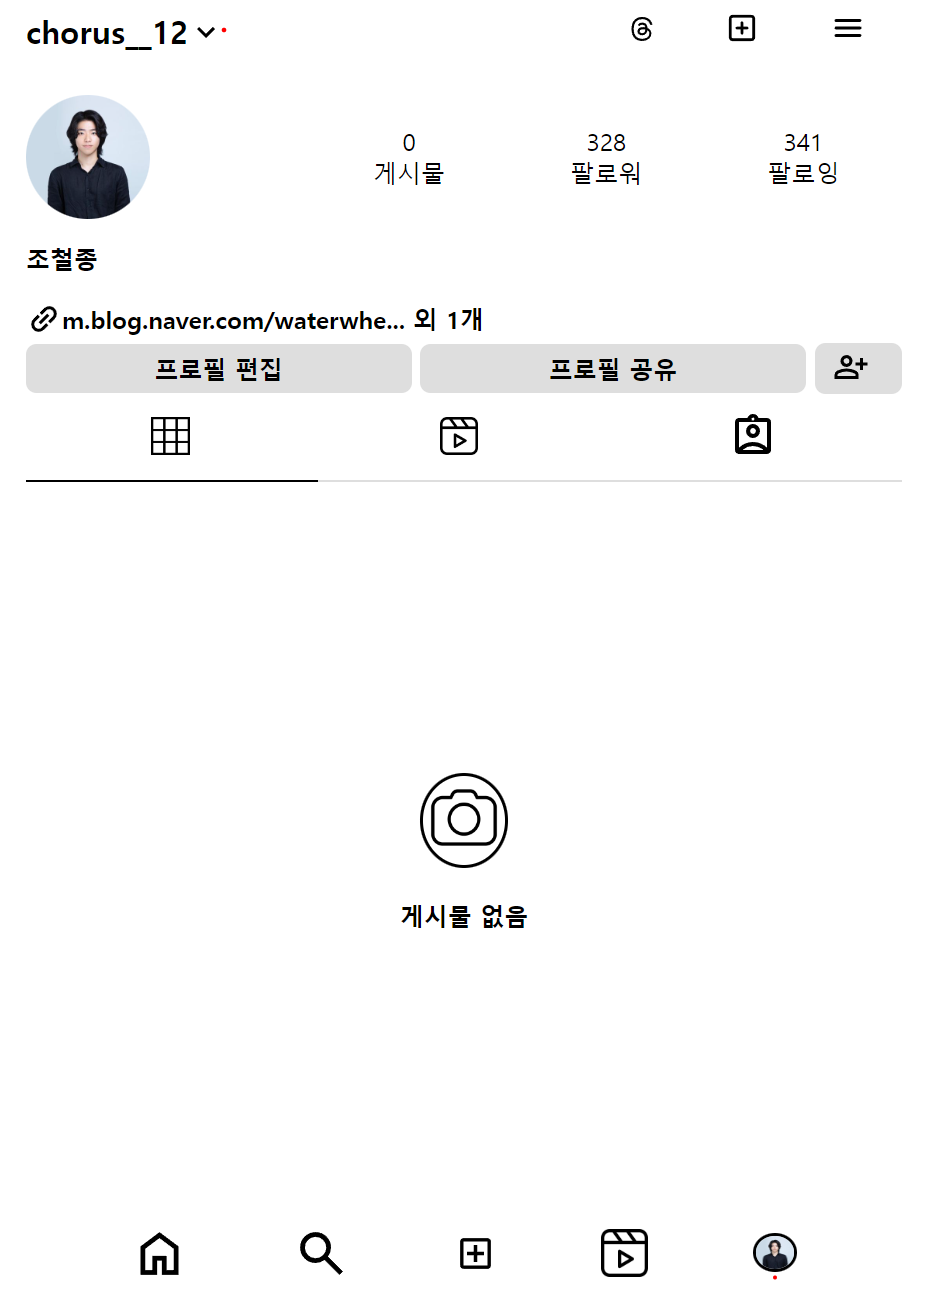 chorus__12
0 328 341
게시물 팔로워 팔로잉
조철종
m.blog.naver.com/waterwhe... 외 1개
프로필 편집 프로필 공유
게시물 없음